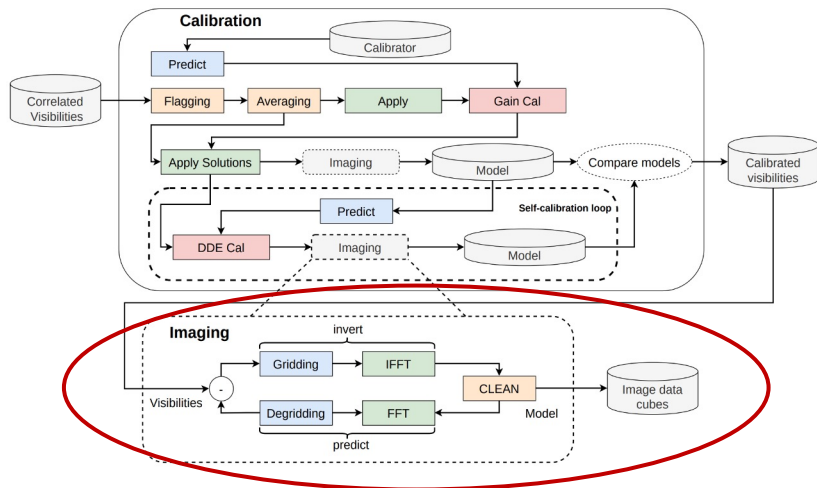 Calibration
Calibrator
Predict
Correlated
Visibilities
Flagging
Averaging
Apply
Gain Cal
Apply Solutions
Imaging
Model
Compare models
Calibrated
visibilities
Predict
Self-calibration loop
DDE Cal
Imaging
Model
Imaging
invert
Gridding
IFFT
CLEAN
Image data
cubes
-
Visibilities
Degridding
FFT
Model
predict